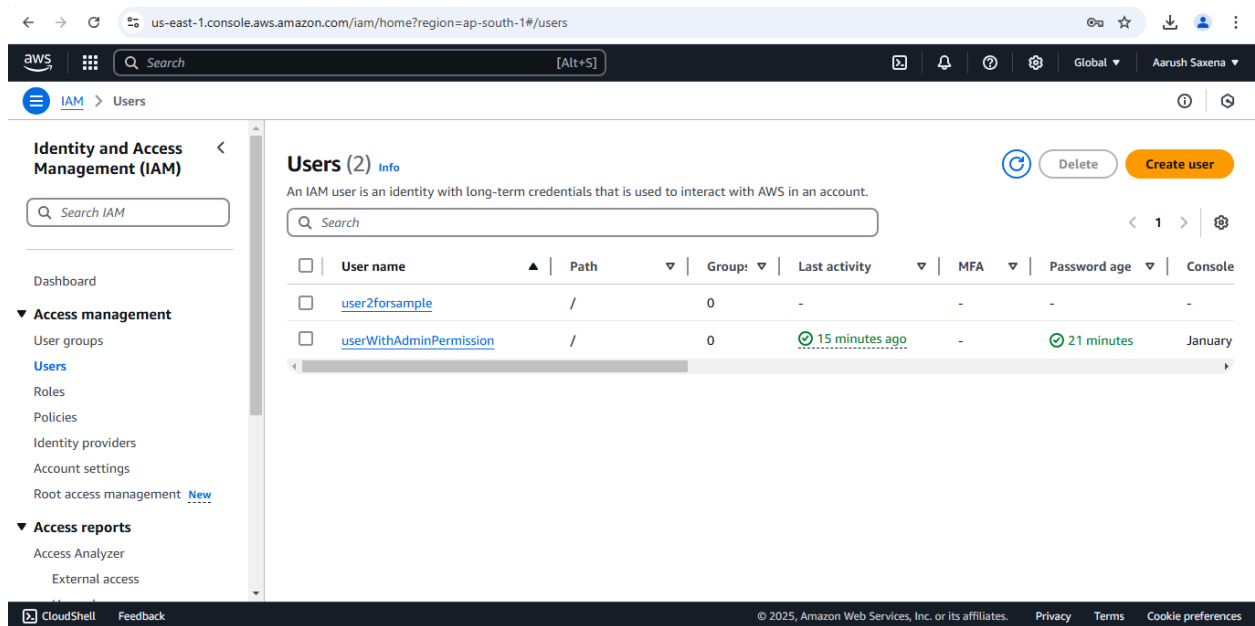 us-east-1.console.aws.amazon.com/iam/home?region=ap-south-1#/users
aws Search [Alt+S] Global Aarush Saxena
IAM > Users
Identity and Access
Management (IAM)
Search IAM
Dashboard
Access management
User groups
Users
Roles
Policies
Identity providers
Account settings
Root access management New
Access reports
Access Analyzer
External access
Users (2) Info
Delete
Create user
An IAM user is an identity with long-term credentials that is used to interact with AWS in an account.
Search
1
User name Path Groups Last activity MFA Password age Console
user2forsample / 0 - - - -
userWithAdminPermission / 0 15 minutes ago - 21 minutes January
CloudShell Feedback © 2025, Amazon Web Services, Inc. or its affiliates. Privacy Terms Cookie preferences